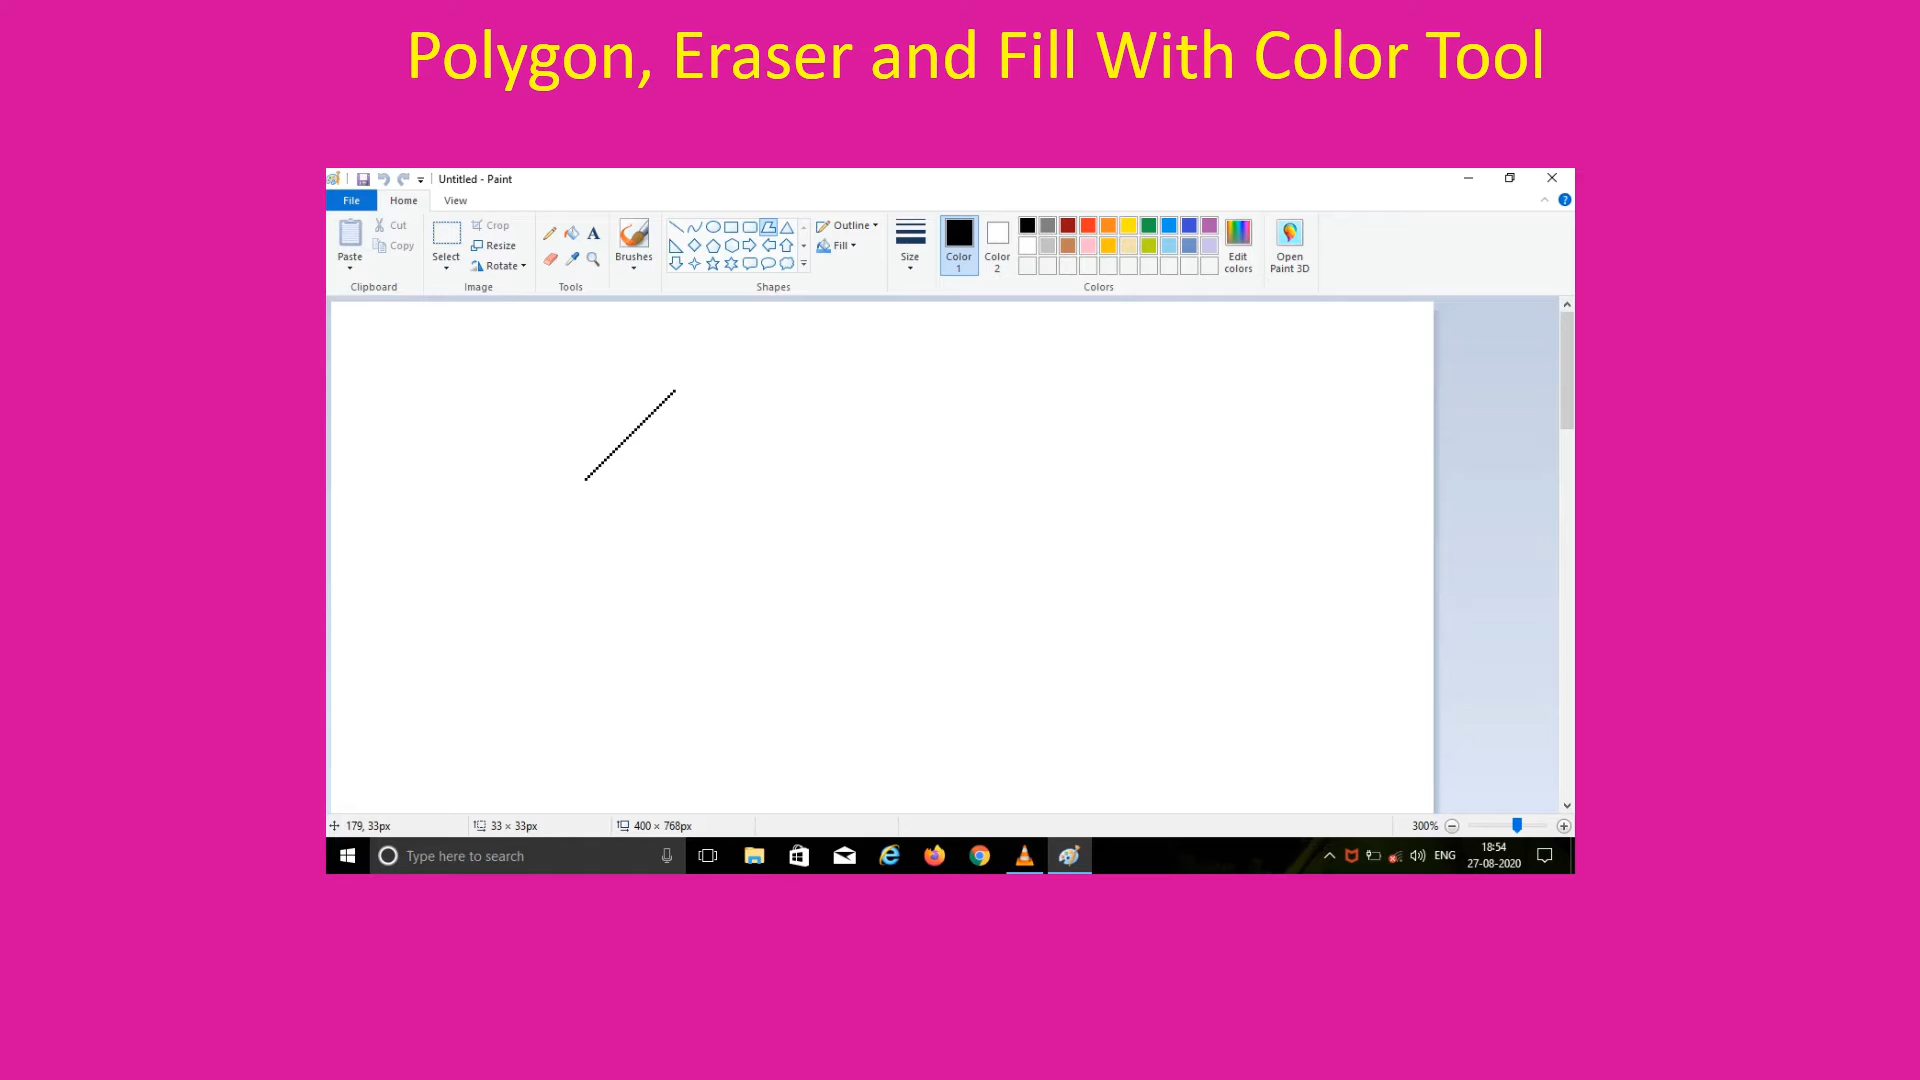 Polygon, Eraser and Fill With Color Tool
Untitled - Paint
File Home View
Paste
Cut
Copy
Clipboard
Select
Crop
Resize
Rotate
Image
A
Tools
Brushes
Outline
Fill
Shapes
Size
Color
1
Color
2
Edit
colors
Colors
Open
Paint 3D
179, 33px
33 × 33px
400 × 768px
300%
Type here to search
ENG
18:54
27-08-2020